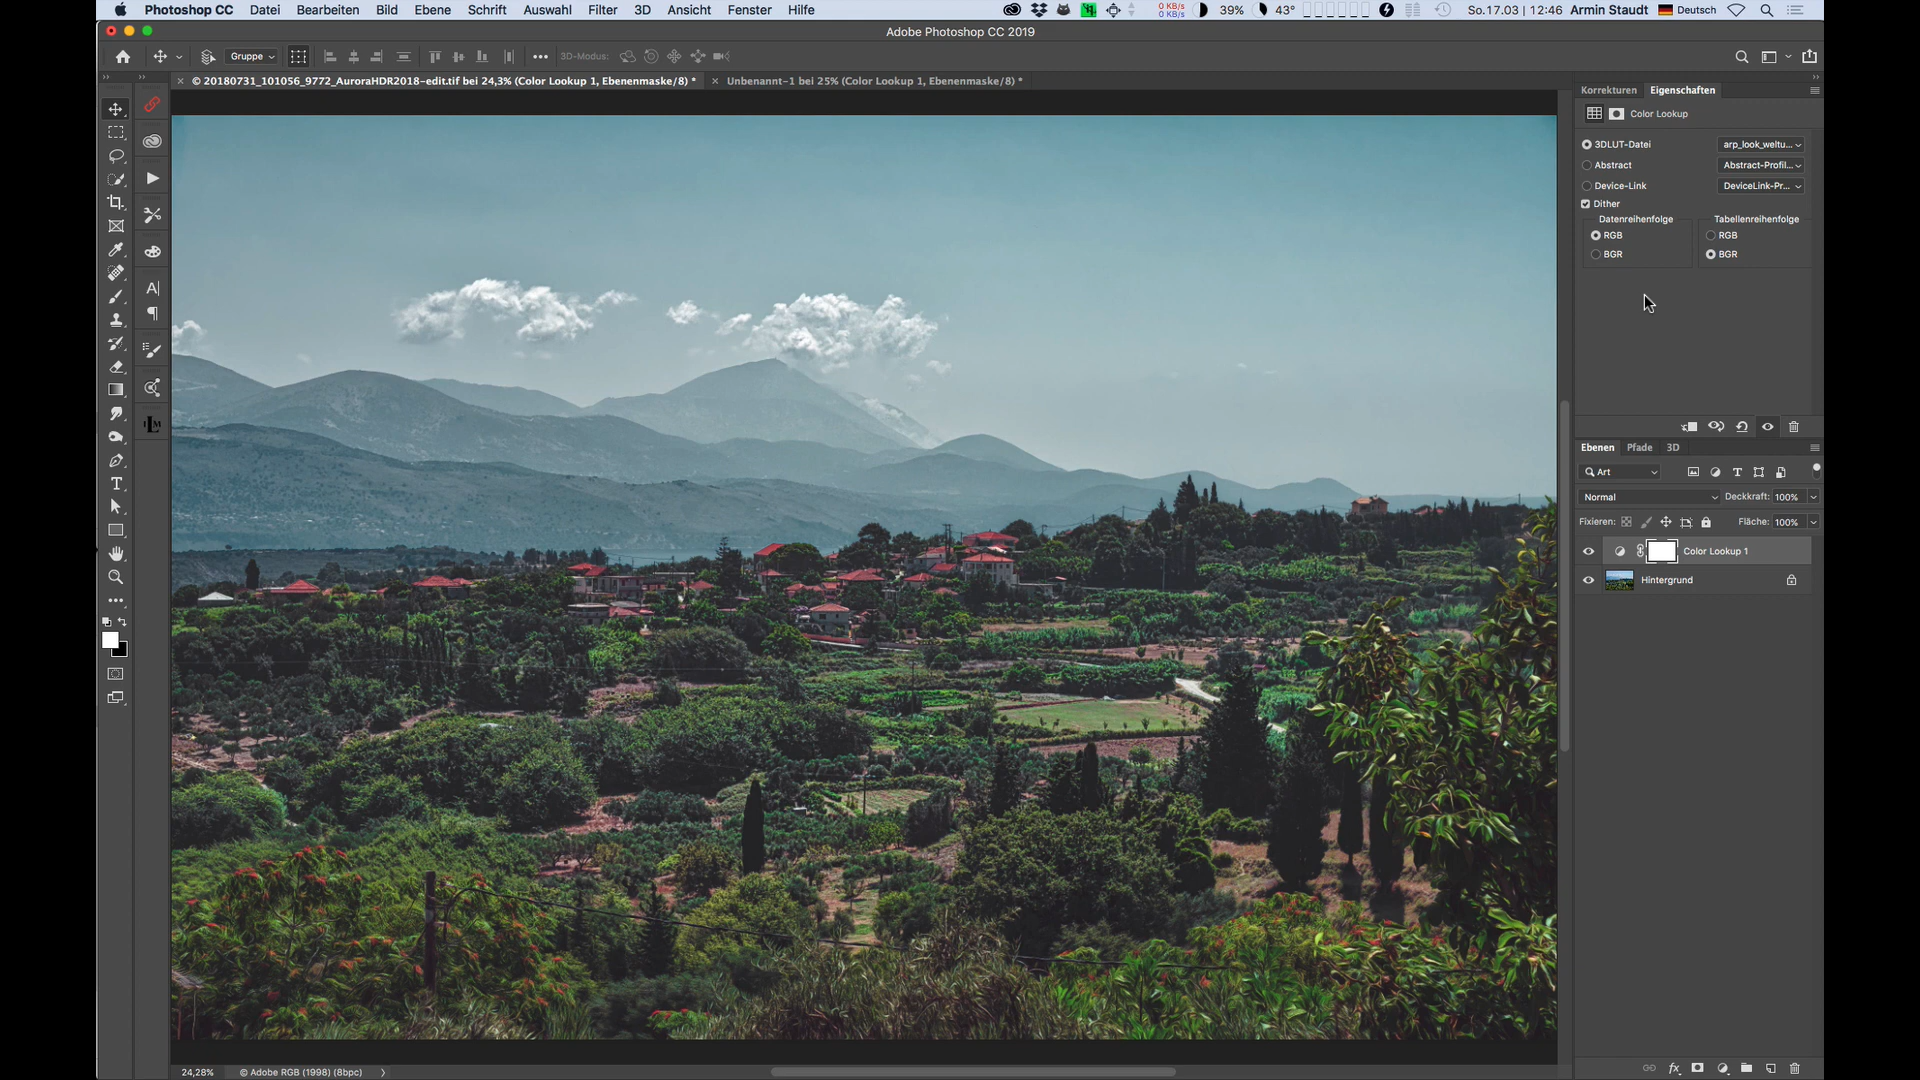 Photoshop CC Datei Bearbeiten Bild Ebene Schrift Auswahl Filter 3D Ansicht Fenster Hilfe 0 KB/s 0 KB/s 39% 43° So.17.03 | 12:46 Armin Staudt Deutsch
Adobe Photoshop CC 2019
Gruppe 3D-Modus:
© 20180731_101056_9772_AuroraHDR2018-edit.tif bei 24,3% (Color Lookup 1, Ebenenmaske/8) * Unbenannt-1 bei 25% (Color Lookup 1, Ebenenmaske/8) *
Korrekturen Eigenschaften
Color Lookup
3DLUT-Datei arp_look_weltu...
Abstract Abstract-Profil...
Device-Link DeviceLink-Pr...
Dither
Datenreihenfolge Tabellenreihenfolge
RGB RGB
BGR BGR
Ebenen Pfade 3D
Art
Normal Deckkraft: 100%
Fixieren: Fläche: 100%
Color Lookup 1
Hintergrund
24,28% © Adobe RGB (1998) (8bpc)